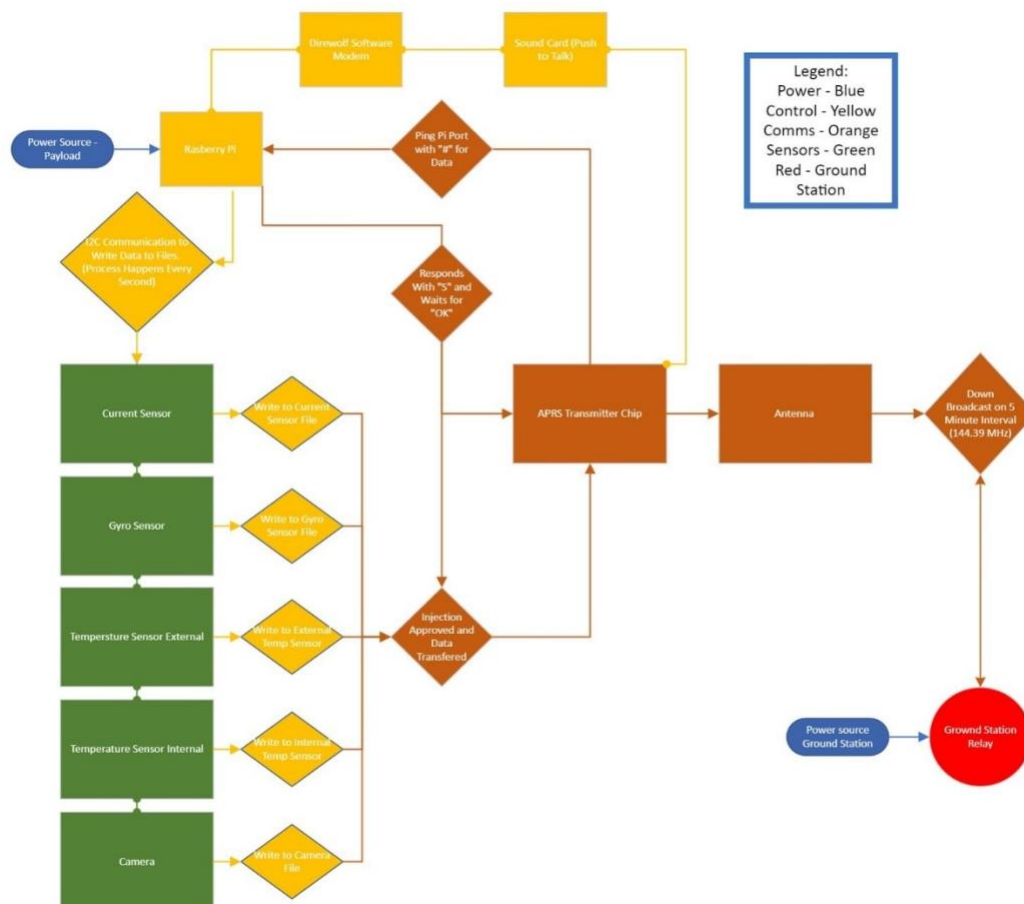 Direwolf Software
Modem
Sound Card (Push
to Talk)
Legend:
Power - Blue
Control - Yellow
Comms - Orange
Sensors - Green
Red - Ground
Station
Power Source -
Payload
Rasberry Pi
Ping Pi Port
with "#" for
Data
I2C Communication to
Write Data to Files.
(Process Happens Every
Second)
Responds
With "S" and
Waits for
"OK"
Current Sensor
Write to Current
Sensor File
APRS Transmitter Chip
Antenna
Down
Broadcast on 5
Minute Interval
(144.39 MHz)
Gyro Sensor
Write to Gyro
Sensor File
Tempersture Sensor External
Write to External
Temp Sensor
Injection
Approved and
Data
Transfered
Temperature Sensor Internal
Write to Internal
Temp Sensor
Power source
Ground Station
Grownd Station
Relay
Camera
Write to Camera
File